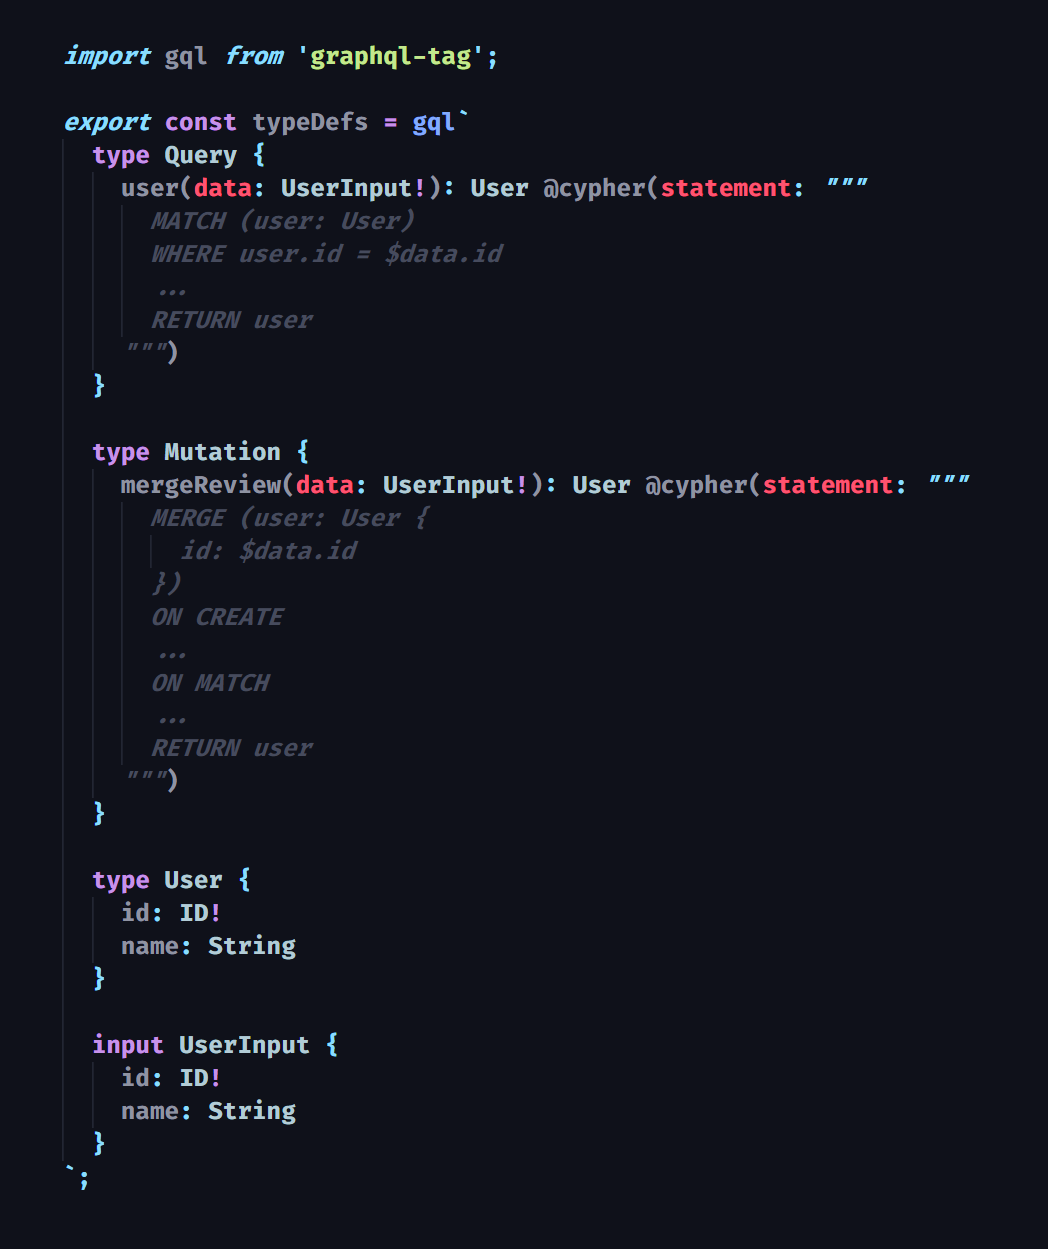 import gql from 'graphql-tag';
export const typeDefs = gql`
type Query {
user(data: UserInput!): User @cypher(statement: """
MATCH (user: User)
WHERE user.id = $data.id
...
RETURN user
""")
}
type Mutation {
mergeReview(data: UserInput!): User @cypher(statement: """
MERGE (user: User {
id: $data.id
})
ON CREATE
...
ON MATCH
...
RETURN user
""")
}
type User {
id: ID!
name: String
}
input UserInput {
id: ID!
name: String
}
`;